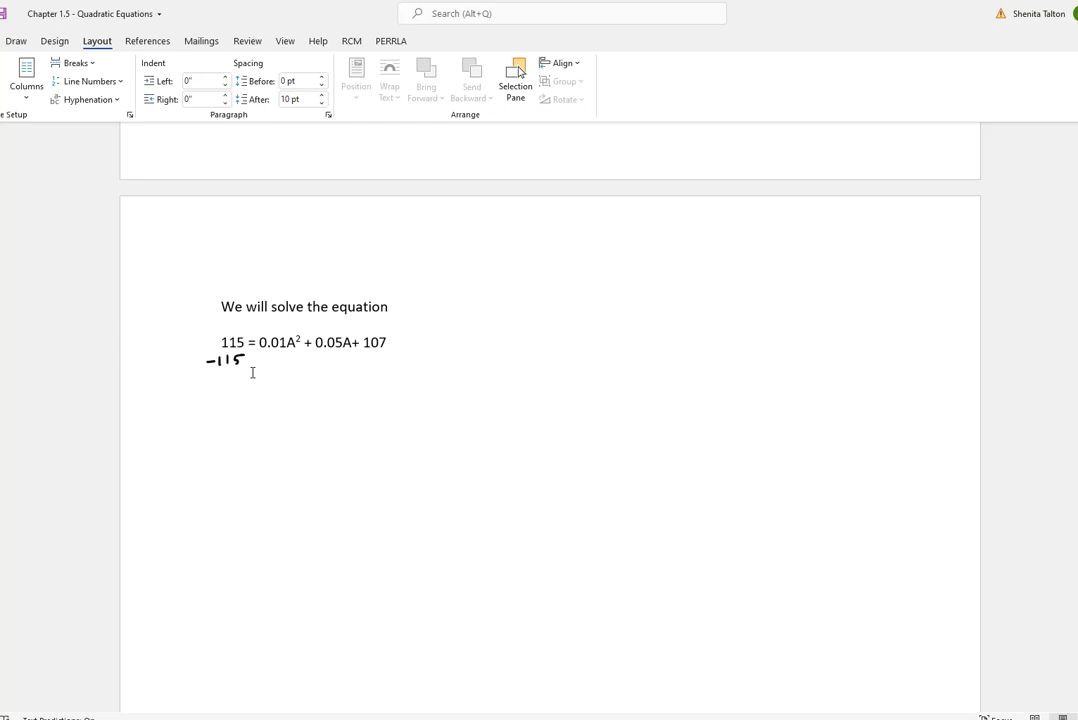 Chapter 1.5 - Quadratic Equations
Search (Alt+Q)
Shenita Talton
Draw Design Layout References Mailings Review View Help RCM PERRLA
Breaks Indent Spacing Align
Columns Line Numbers Left: 0" Before: 0 pt Position Wrap Text Bring Forward Send Backward Selection Pane Group
Hyphenation Right: 0" After: 10 pt Rotate
e Setup Paragraph Arrange
We will solve the equation
115 = 0.01A² + 0.05A+ 107
-115